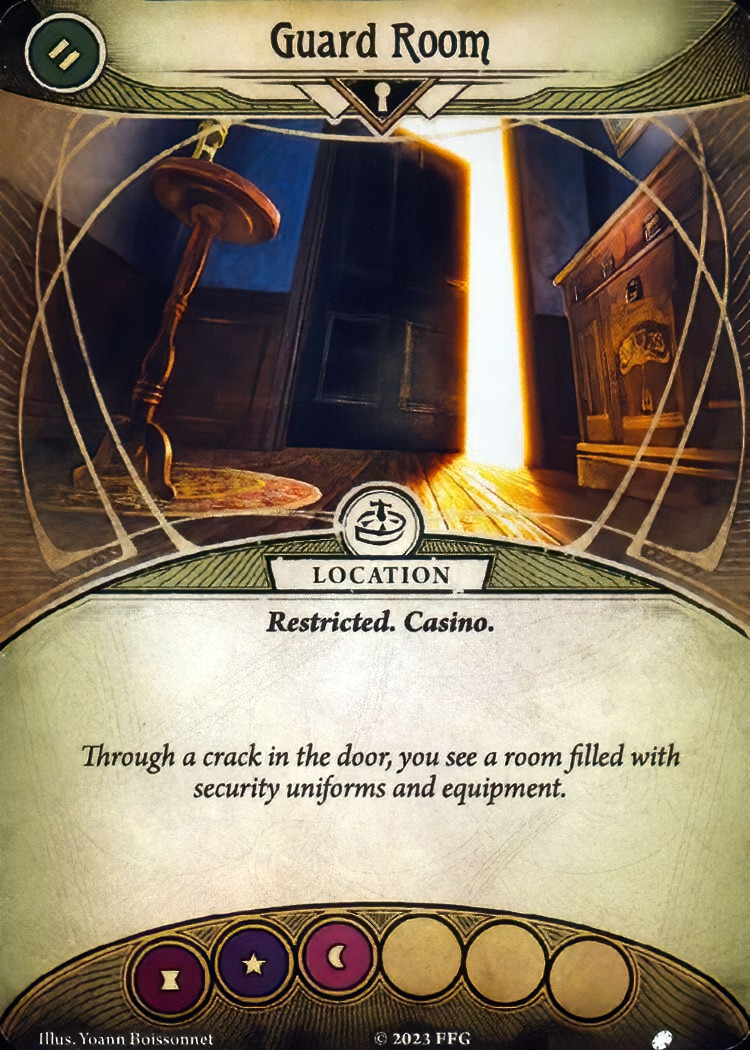 Guard Room
LOCATION
Restricted. Casino.
Through a crack in the door, you see a room filled with
security uniforms and equipment.
Illus. Yoann Boissonnet
© 2023 FFG